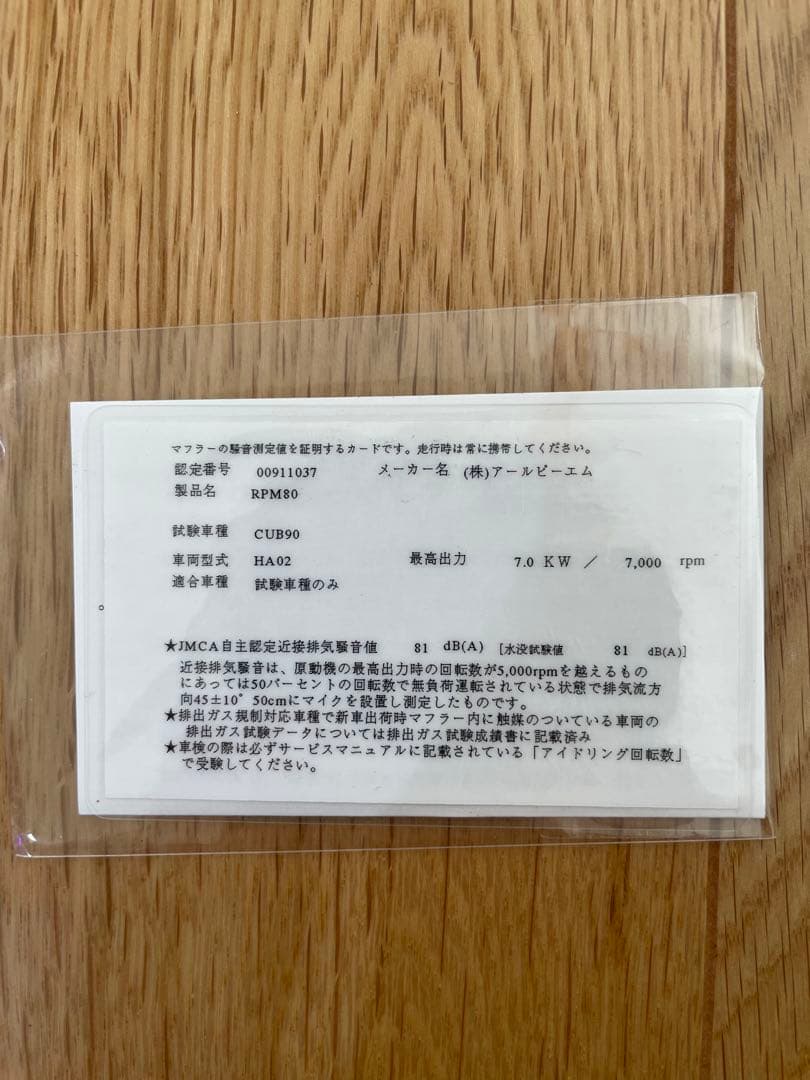 マフラーの騒音測定値を証明するカードです。走行時は常に携帯してください。
認定番号 00911037 メーカー名 (株)アールピーエム
製品名 RPM80
試験車種 CUB90
車両型式 HA02 最高出力 7.0 KW / 7,000 rpm
適合車種 試験車種のみ
★JMCA自主認定近接排気騒音値 81 dB(A) [水没試験値 81 dB(A)]
近接排気騒音は、原動機の最高出力時の回転数が5,000rpmを越えるもの
にあっては50パーセントの回転数で無負荷運転されている状態で排気流方
向45±10° 50cmにマイクを設置し測定したものです。
★排出ガス規制対応車種で新車出荷時マフラー内に触媒のついている車両の
排出ガス試験データについては排出ガス試験成績書に記載済み
★車検の際は必ずサービスマニュアルに記載されている「アイドリング回転数」
で受験してください。